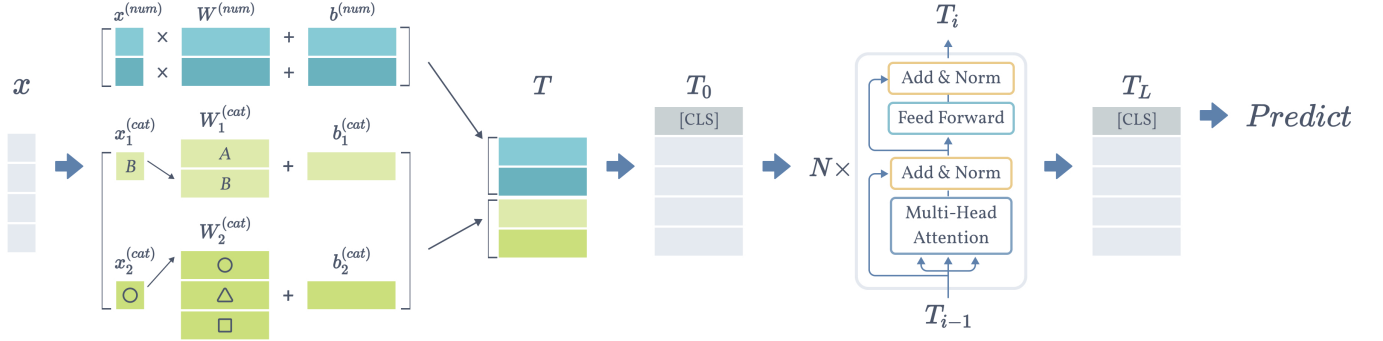 x
x^(num) W^(num) b^(num)
× +
× +
x_1^(cat) W_1^(cat) b_1^(cat)
B A +
B
x_2^(cat) W_2^(cat) b_2^(cat)
+
T
T_0
[CLS]
N×
T_i
Add & Norm
Feed Forward
Add & Norm
Multi-Head
Attention
T_{i-1}
T_L
[CLS]
Predict